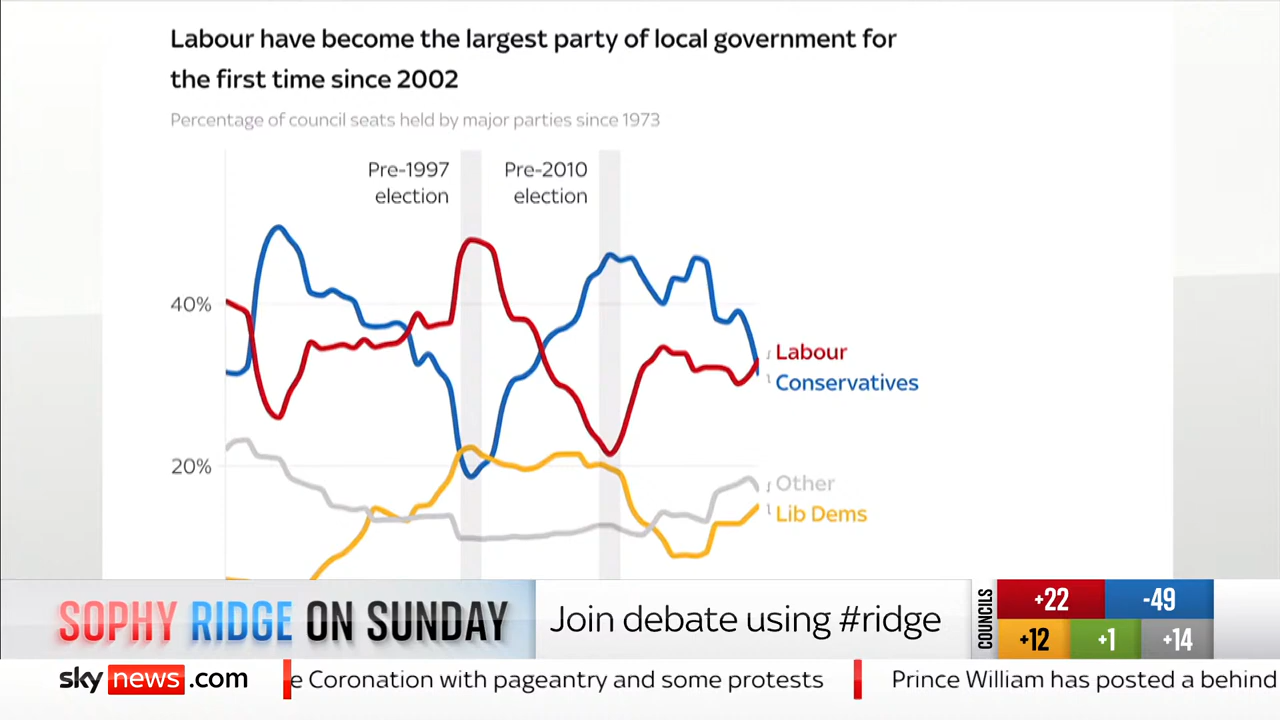 Labour have become the largest party of local government for
the first time since 2002
Percentage of council seats held by major parties since 1973
Pre-1997
election
Pre-2010
election
40%
Labour
Conservatives
20%
Other
Lib Dems
SOPHY RIDGE ON SUNDAY
Join debate using #ridge
COUNCILS
+22
-49
+12
+1
+14
sky news .com
e Coronation with pageantry and some protests
Prince William has posted a behind